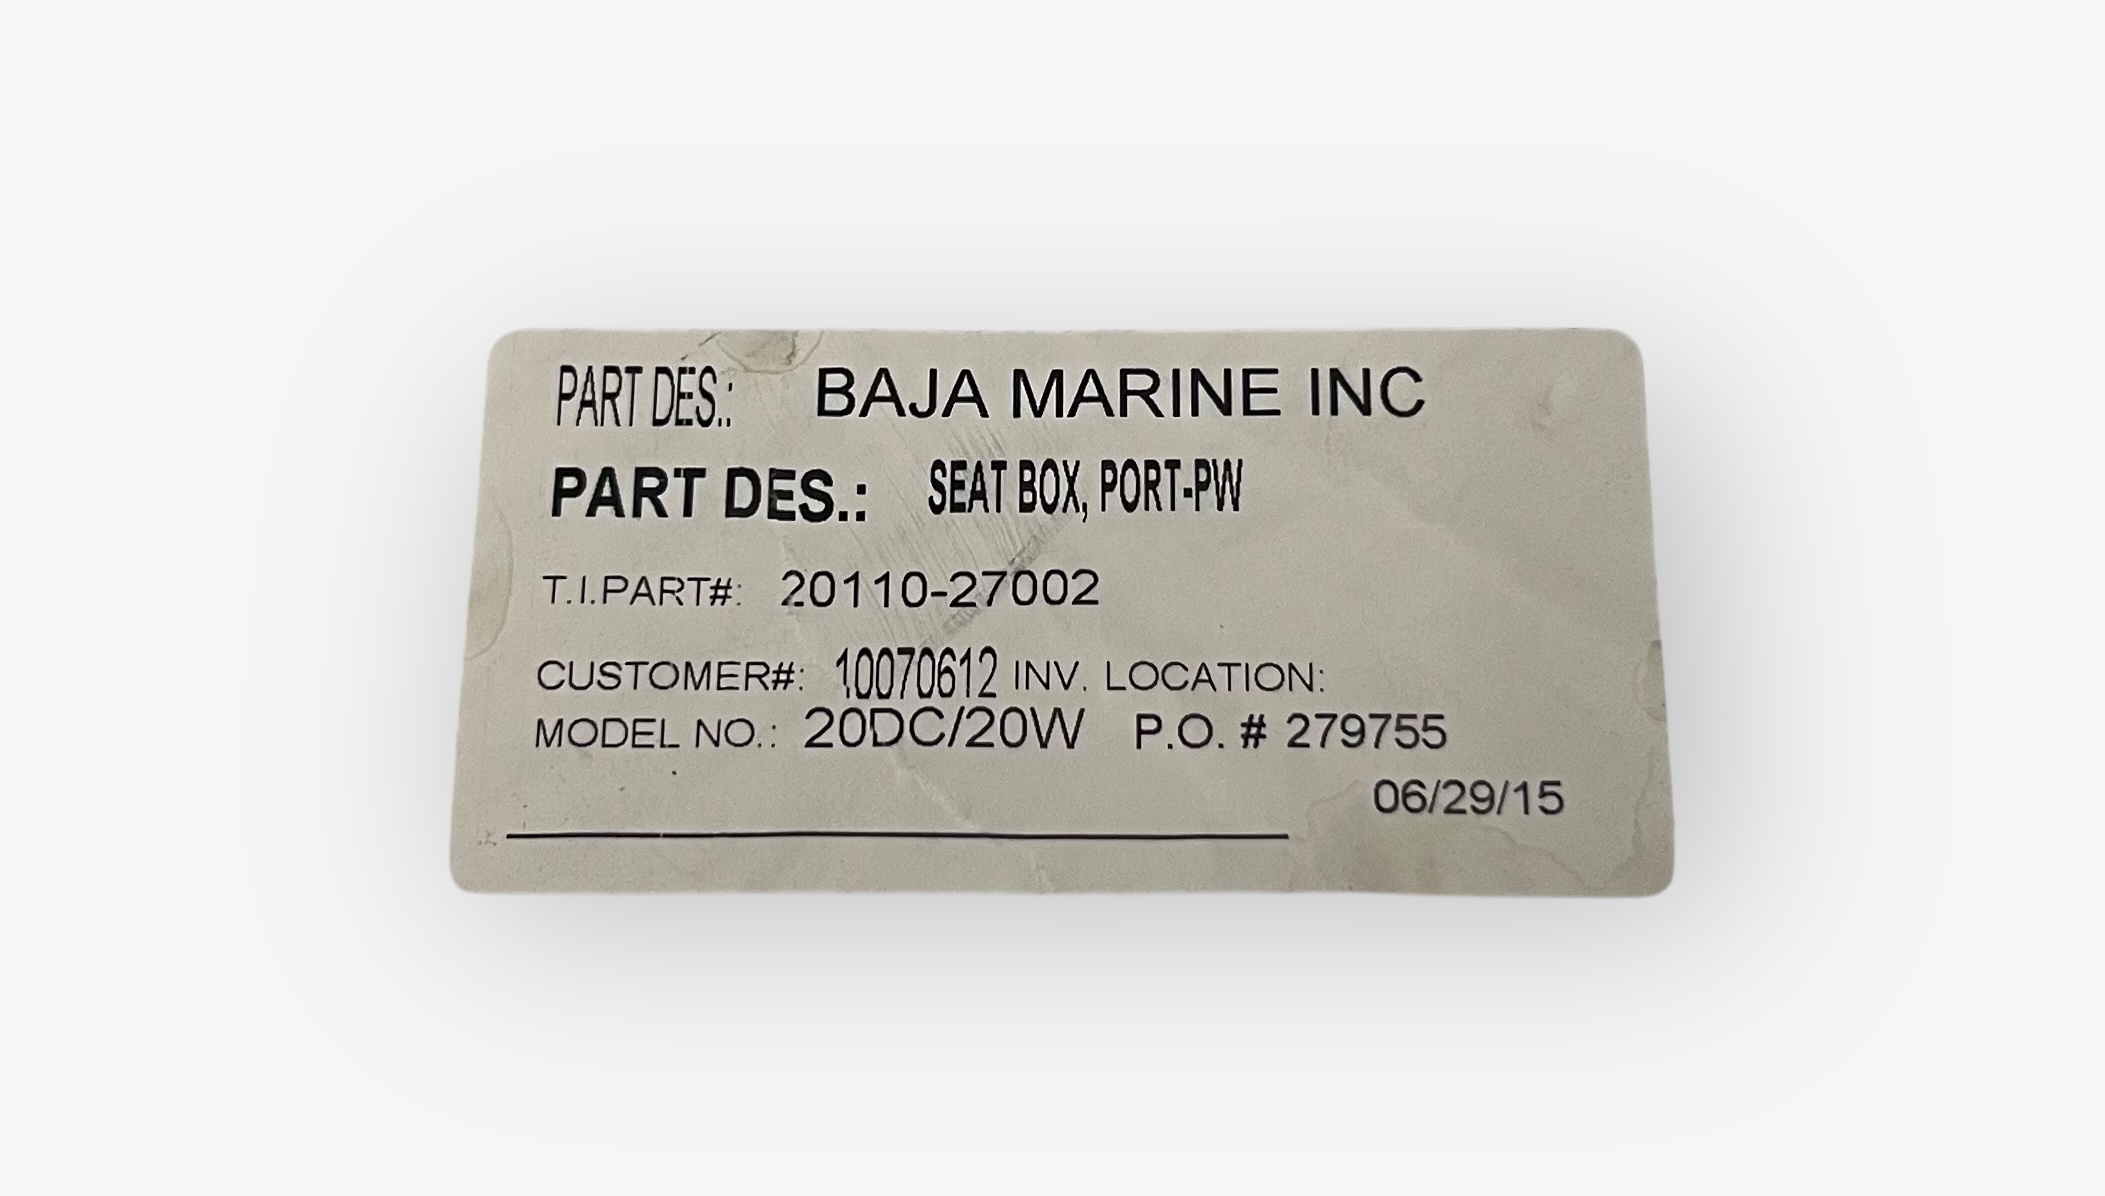 PART DES.: BAJA MARINE INC
PART DES.: SEAT BOX, PORT-PW
T.I.PART#: 20110-27002
CUSTOMER#: 10070612 INV. LOCATION:
MODEL NO.: 20DC/20W P.O. # 279755
06/29/15